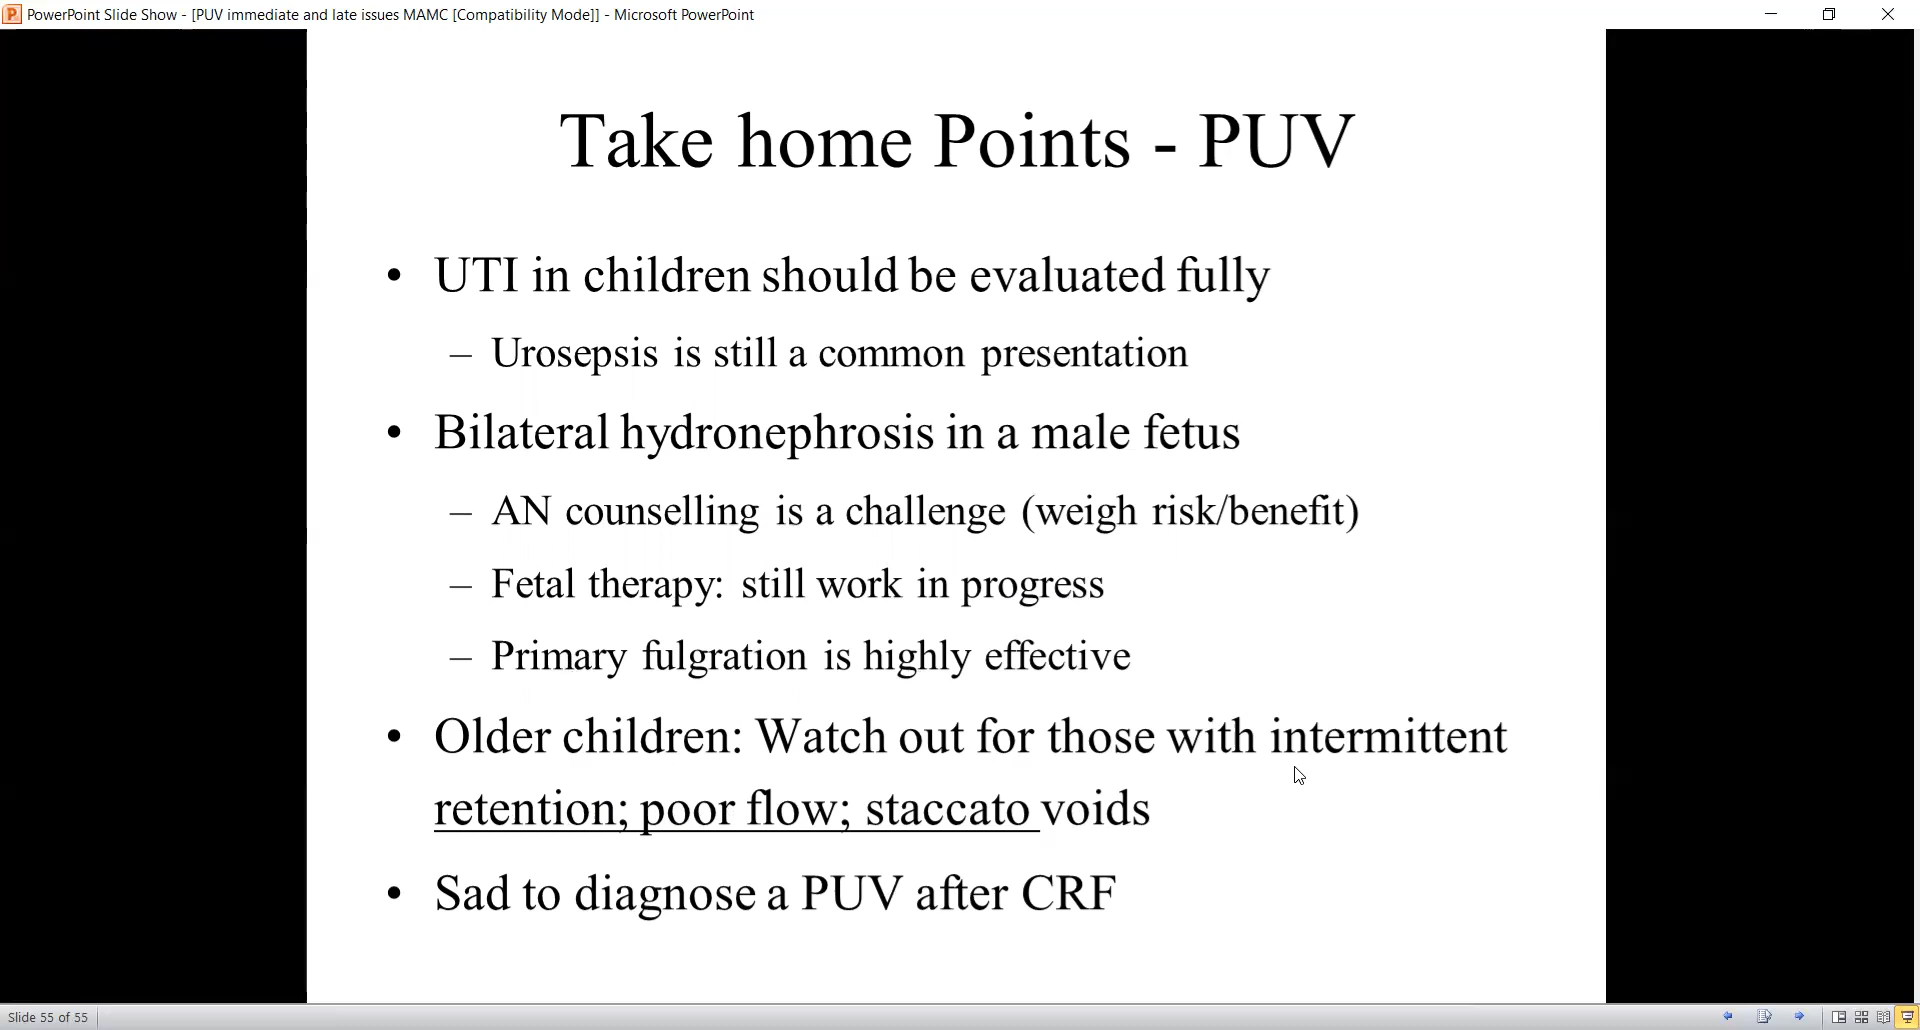 PowerPoint Slide Show - [PUV immediate and late issues MAMC [Compatibility Mode]] - Microsoft PowerPoint
Take home Points - PUV
• UTI in children should be evaluated fully
– Urosepsis is still a common presentation
• Bilateral hydronephrosis in a male fetus
– AN counselling is a challenge (weigh risk/benefit)
– Fetal therapy: still work in progress
– Primary fulgration is highly effective
• Older children: Watch out for those with intermittent
retention; poor flow; staccato voids
• Sad to diagnose a PUV after CRF
Slide 55 of 55